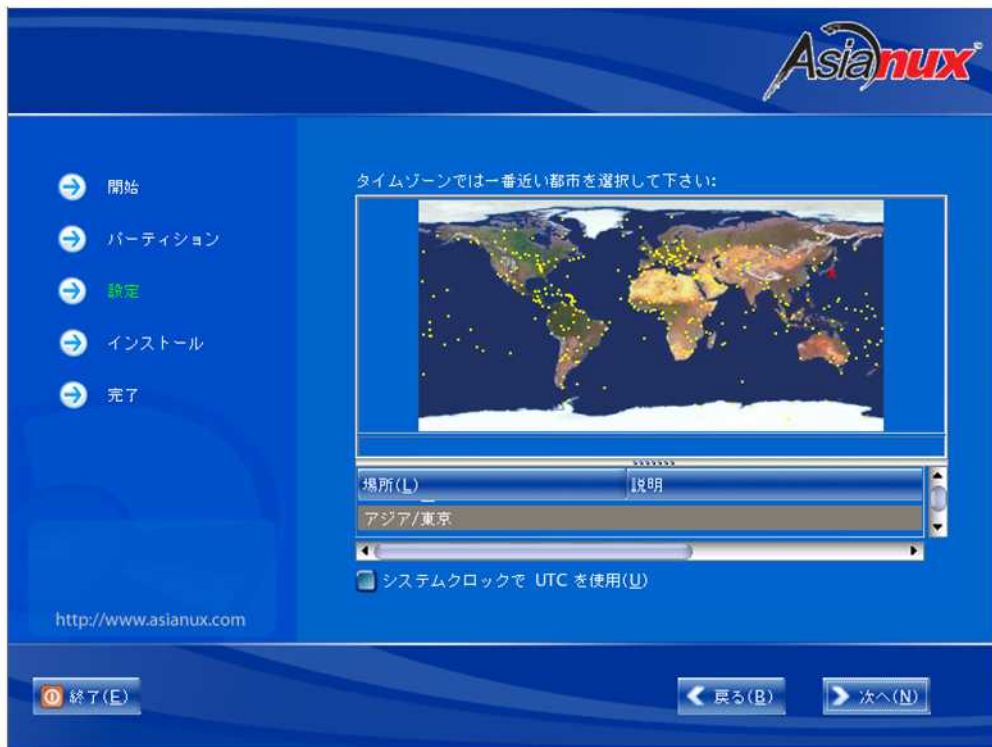 Asianux
開始
パーティション
設定
インストール
完了
http://www.asianux.com
タイムゾーンでは一番近い都市を選択して下さい:
場所(L) 説明
アジア/東京
システムクロックで UTC を使用(U)
終了(E)
戻る(B)
次へ(N)